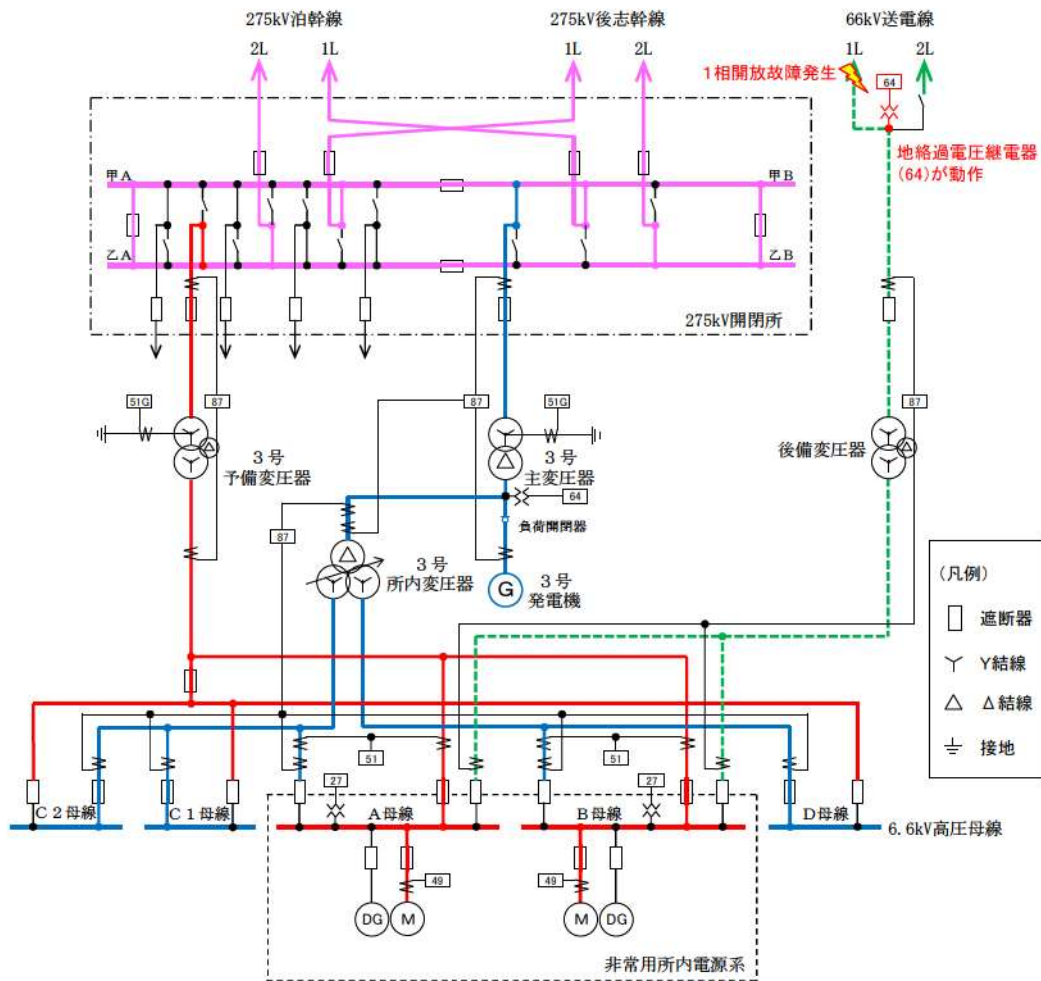 275kV泊幹線
275kV後志幹線
66kV送電線
2L
1L
1L
2L
1L
2L
1相開放故障発生
64
地絡過電圧継電器
(64)が動作
甲A
甲B
乙A
乙B
275kV開閉所
51G
87
87
51G
87
3号
予備変圧器
3号
主変圧器
後備変圧器
64
87
負荷開閉器
3号
所内変圧器
G
3号
発電機
(凡例)
遮断器
Y結線
Δ結線
接地
51
51
27
27
C2母線
C1母線
A母線
B母線
D母線
6.6kV高圧母線
49
49
DG
M
M
DG
非常用所内電源系